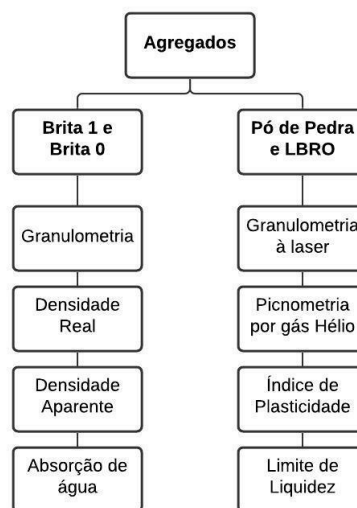 Agregados
Brita 1 e
Brita 0
Granulometria
Densidade
Real
Densidade
Aparente
Absorção de
água
Pó de Pedra
e LBRO
Granulometria
à laser
Picnometria
por gás Hélio
Índice de
Plasticidade
Limite de
Liquidez